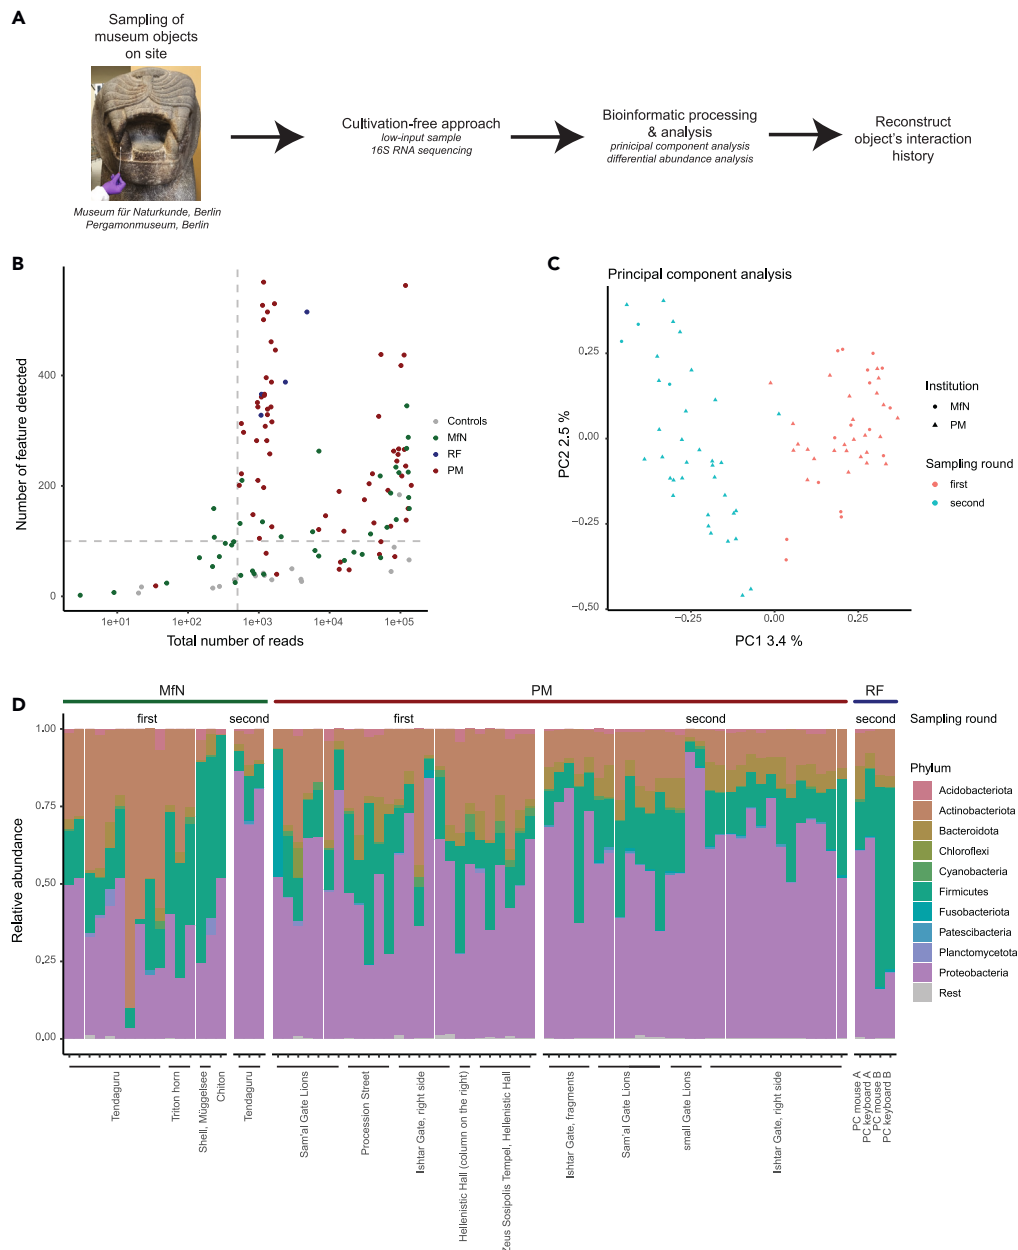 A
Sampling of
museum objects
on site
Museum für Naturkunde, Berlin
Pergamonmuseum, Berlin
Cultivation-free approach
low-input sample
16S RNA sequencing
Bioinformatic processing
& analysis
prinicipal component analysis
differential abundance analysis
Reconstruct
object's interaction
history
B
Number of feature detected
400
200
0
1e+01
1e+02
1e+03
1e+04
1e+05
Total number of reads
Controls
MfN
RF
PM
C
Principal component analysis
PC2 2.5 %
0.25
0.00
−0.25
−0.50
−0.25
0.00
0.25
PC1 3.4 %
Institution
MfN
PM
Sampling round
first
second
D
MfN
PM
RF
first
second
first
second
second
Sampling round
Relative abundance
1.00
0.75
0.50
0.25
0.00
Phylum
Acidobacteriota
Actinobacteriota
Bacteroidota
Chloroflexi
Cyanobacteria
Firmicutes
Fusobacteriota
Patescibacteria
Planctomycetota
Proteobacteria
Rest
Tendaguru
Triton horn
Shell, Müggelsee
Chiton
Tendaguru
Sam'al Gate Lions
Procession Street
Ishtar Gate, right side
Hellenistic Hall (column on the right)
Zeus Sosipolis Tempel, Hellenistic Hall
Ishtar Gate, fragments
Sam'al Gate Lions
small Gate Lions
Ishtar Gate, right side
PC mouse A
PC keyboard A
PC mouse B
PC keyboard B